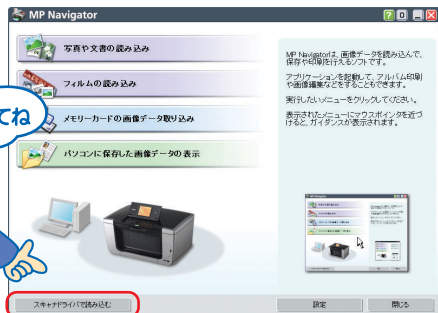 MP Navigator
写真や文書の読み込み
フィルムの読み込み
てね
メモリーカードの画像データ取り込み
パソコンに保存した画像データの表示
MP Navigatorは、画像データを読み込んで、
保存や印刷を行えるソフトです。
アプリケーションを起動して、アルバム印刷
や画像編集などをすることもできます。
実行したいメニューをクリックしてください。
表示されたメニューにマウスポインタを近づ
けると、ガイダンスが表示されます。
スキャナドライバで読み込む
設定
閉じる